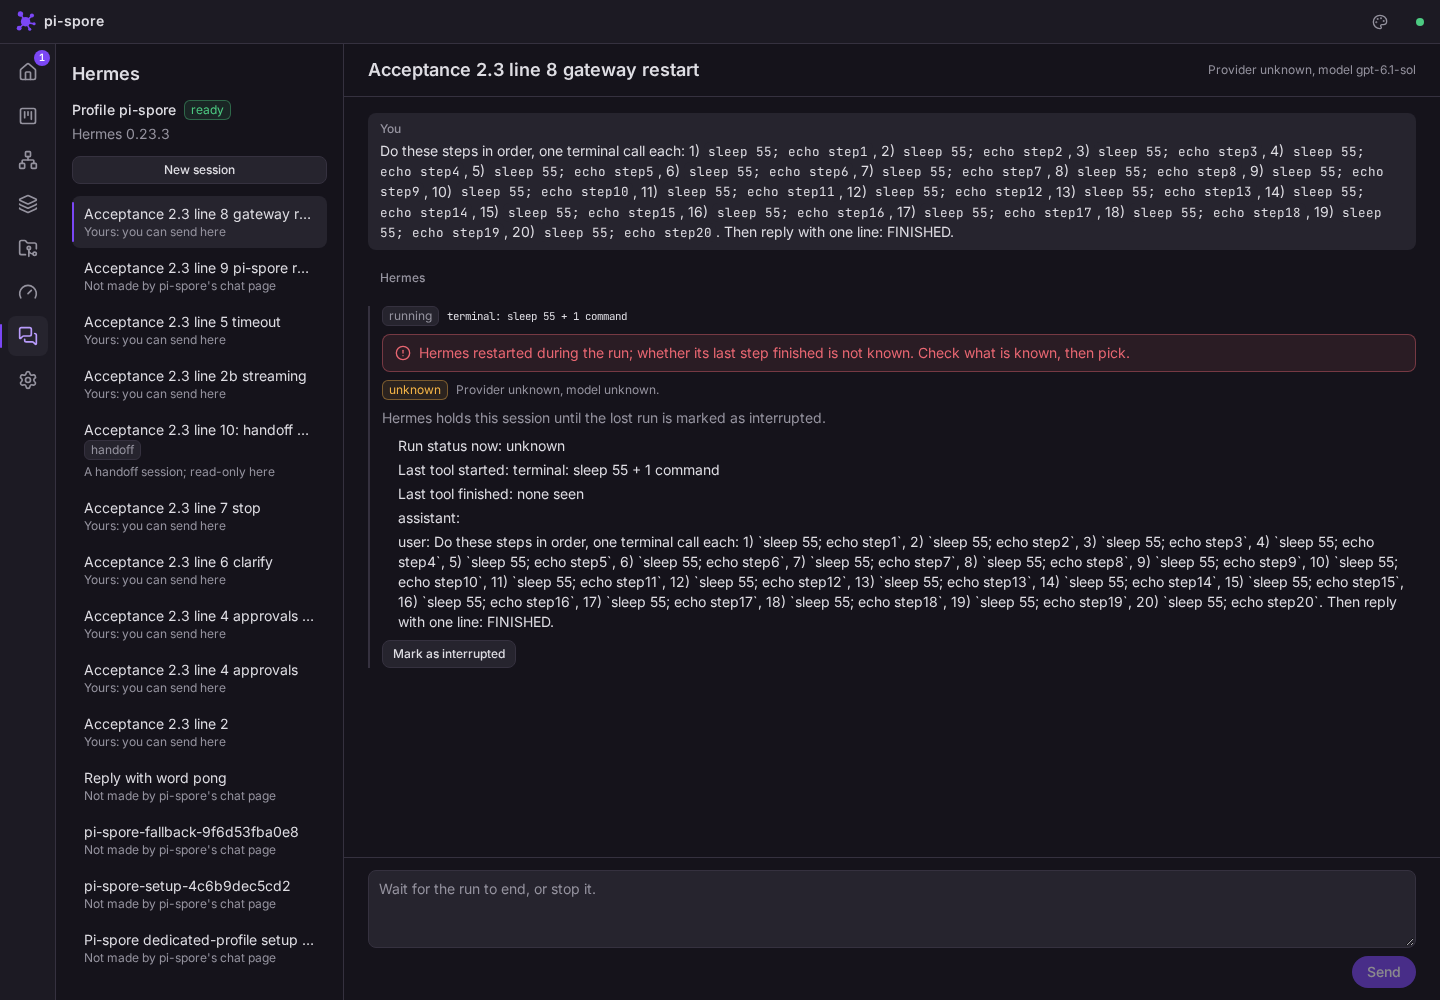 pi-spore
1
Hermes
Profile pi-spore ready
Hermes 0.23.3
New session
Acceptance 2.3 line 8 gateway r...
Yours: you can send here
Acceptance 2.3 line 9 pi-spore r...
Not made by pi-spore's chat page
Acceptance 2.3 line 5 timeout
Yours: you can send here
Acceptance 2.3 line 2b streaming
Yours: you can send here
Acceptance 2.3 line 10: handoff ...
handoff
A handoff session; read-only here
Acceptance 2.3 line 7 stop
Yours: you can send here
Acceptance 2.3 line 6 clarify
Yours: you can send here
Acceptance 2.3 line 4 approvals ...
Yours: you can send here
Acceptance 2.3 line 4 approvals
Yours: you can send here
Acceptance 2.3 line 2
Yours: you can send here
Reply with word pong
Not made by pi-spore's chat page
pi-spore-fallback-9f6d53fba0e8
Not made by pi-spore's chat page
pi-spore-setup-4c6b9dec5cd2
Not made by pi-spore's chat page
Pi-spore dedicated-profile setup ...
Not made by pi-spore's chat page
Acceptance 2.3 line 8 gateway restart
Provider unknown, model gpt-6.1-sol
You
Do these steps in order, one terminal call each: 1) sleep 55; echo step1 , 2) sleep 55; echo step2 , 3) sleep 55; echo step3 , 4) sleep 55;
echo step4 , 5) sleep 55; echo step5 , 6) sleep 55; echo step6 , 7) sleep 55; echo step7 , 8) sleep 55; echo step8 , 9) sleep 55; echo
step9 , 10) sleep 55; echo step10 , 11) sleep 55; echo step11 , 12) sleep 55; echo step12 , 13) sleep 55; echo step13 , 14) sleep 55;
echo step14 , 15) sleep 55; echo step15 , 16) sleep 55; echo step16 , 17) sleep 55; echo step17 , 18) sleep 55; echo step18 , 19) sleep
55; echo step19 , 20) sleep 55; echo step20 . Then reply with one line: FINISHED.
Hermes
running terminal: sleep 55 + 1 command
Hermes restarted during the run; whether its last step finished is not known. Check what is known, then pick.
unknown Provider unknown, model unknown.
Hermes holds this session until the lost run is marked as interrupted.
Run status now: unknown
Last tool started: terminal: sleep 55 + 1 command
Last tool finished: none seen
assistant:
user: Do these steps in order, one terminal call each: 1) `sleep 55; echo step1`, 2) `sleep 55; echo step2`, 3) `sleep 55; echo step3`, 4) `sleep 55; echo
step4`, 5) `sleep 55; echo step5`, 6) `sleep 55; echo step6`, 7) `sleep 55; echo step7`, 8) `sleep 55; echo step8`, 9) `sleep 55; echo step9`, 10) `sleep 55;
echo step10`, 11) `sleep 55; echo step11`, 12) `sleep 55; echo step12`, 13) `sleep 55; echo step13`, 14) `sleep 55; echo step14`, 15) `sleep 55; echo step15`,
16) `sleep 55; echo step16`, 17) `sleep 55; echo step17`, 18) `sleep 55; echo step18`, 19) `sleep 55; echo step19`, 20) `sleep 55; echo step20`. Then reply
with one line: FINISHED.
Mark as interrupted
Wait for the run to end, or stop it.
Send